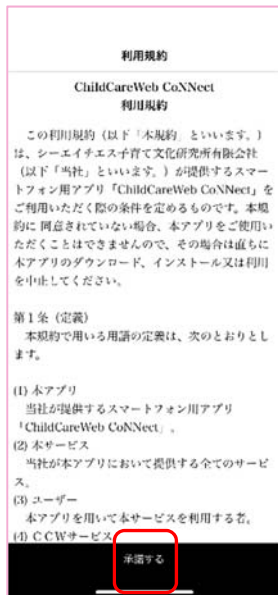 利用規約
ChildCareWeb CoNNect
利用規約
この利用規約（以下「本規約」といいます。）
は、シーエイチエス子育て文化研究所有限会社
（以下「当社」といいます。）が提供するスマー
トフォン用アプリ「ChildCareWeb CoNNect」を
ご利用いただく際の条件を定めるものです。本規
約に同意されていない場合、本アプリをご使用い
ただくことはできませんので、その場合は直ちに
本アプリのダウンロード、インストール又は利用
を中止してください。
第１条（定義）
本規約で用いる用語の定義は、次のとおりとし
ます。
(1) 本アプリ
当社が提供するスマートフォン用アプリ
「ChildCareWeb CoNNect」。
(2) 本サービス
当社が本アプリにおいて提供する全てのサービ
ス。
(3) ユーザー
本アプリを用いて本サービスを利用する者。
(4) ＣＣＷサービス
承諾する